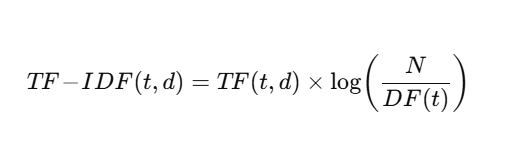 TF−IDF(t,d) = TF(t,d) × log(N/DF(t))